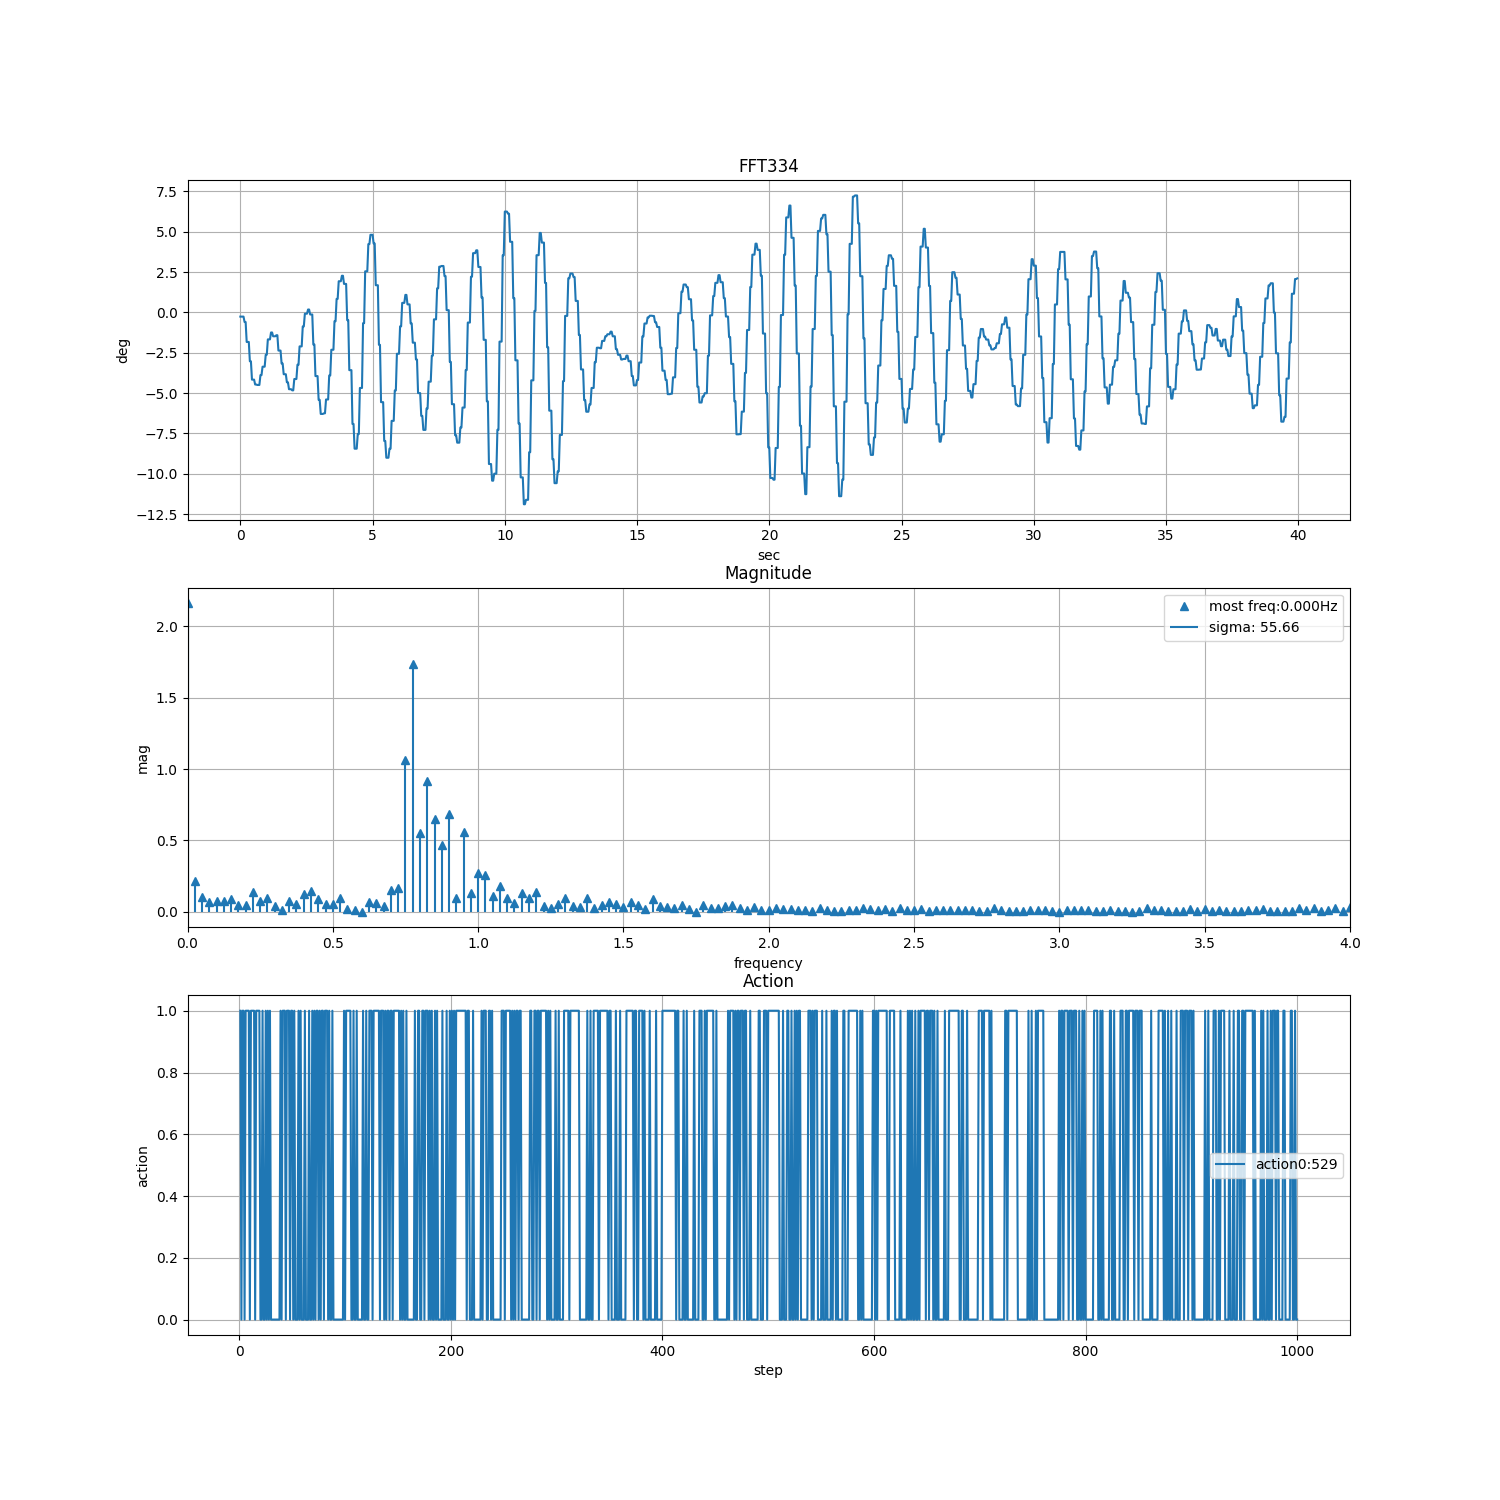 FFT334
7.5
5.0
2.5
0.0
−2.5
−5.0
−7.5
−10.0
−12.5
deg
0 5 10 15 20 25 30 35 40
sec
Magnitude
most freq:0.000Hz
sigma: 55.66
2.0
1.5
1.0
0.5
0.0
mag
0.0 0.5 1.0 1.5 2.0 2.5 3.0 3.5 4.0
frequency
Action
1.0
0.8
0.6
0.4
0.2
0.0
action
action0:529
0 200 400 600 800 1000
step